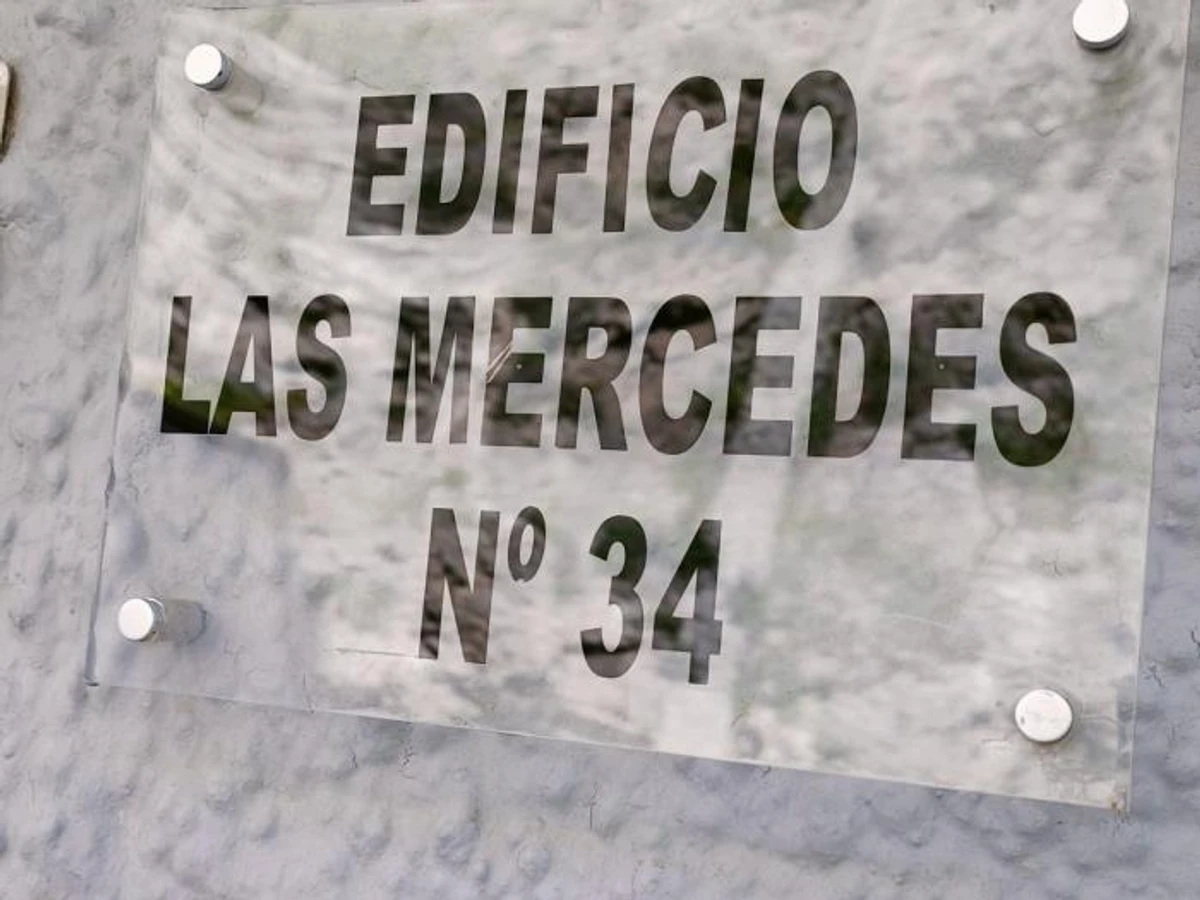 EDIFICIO
LAS MERCEDES
Nº 34